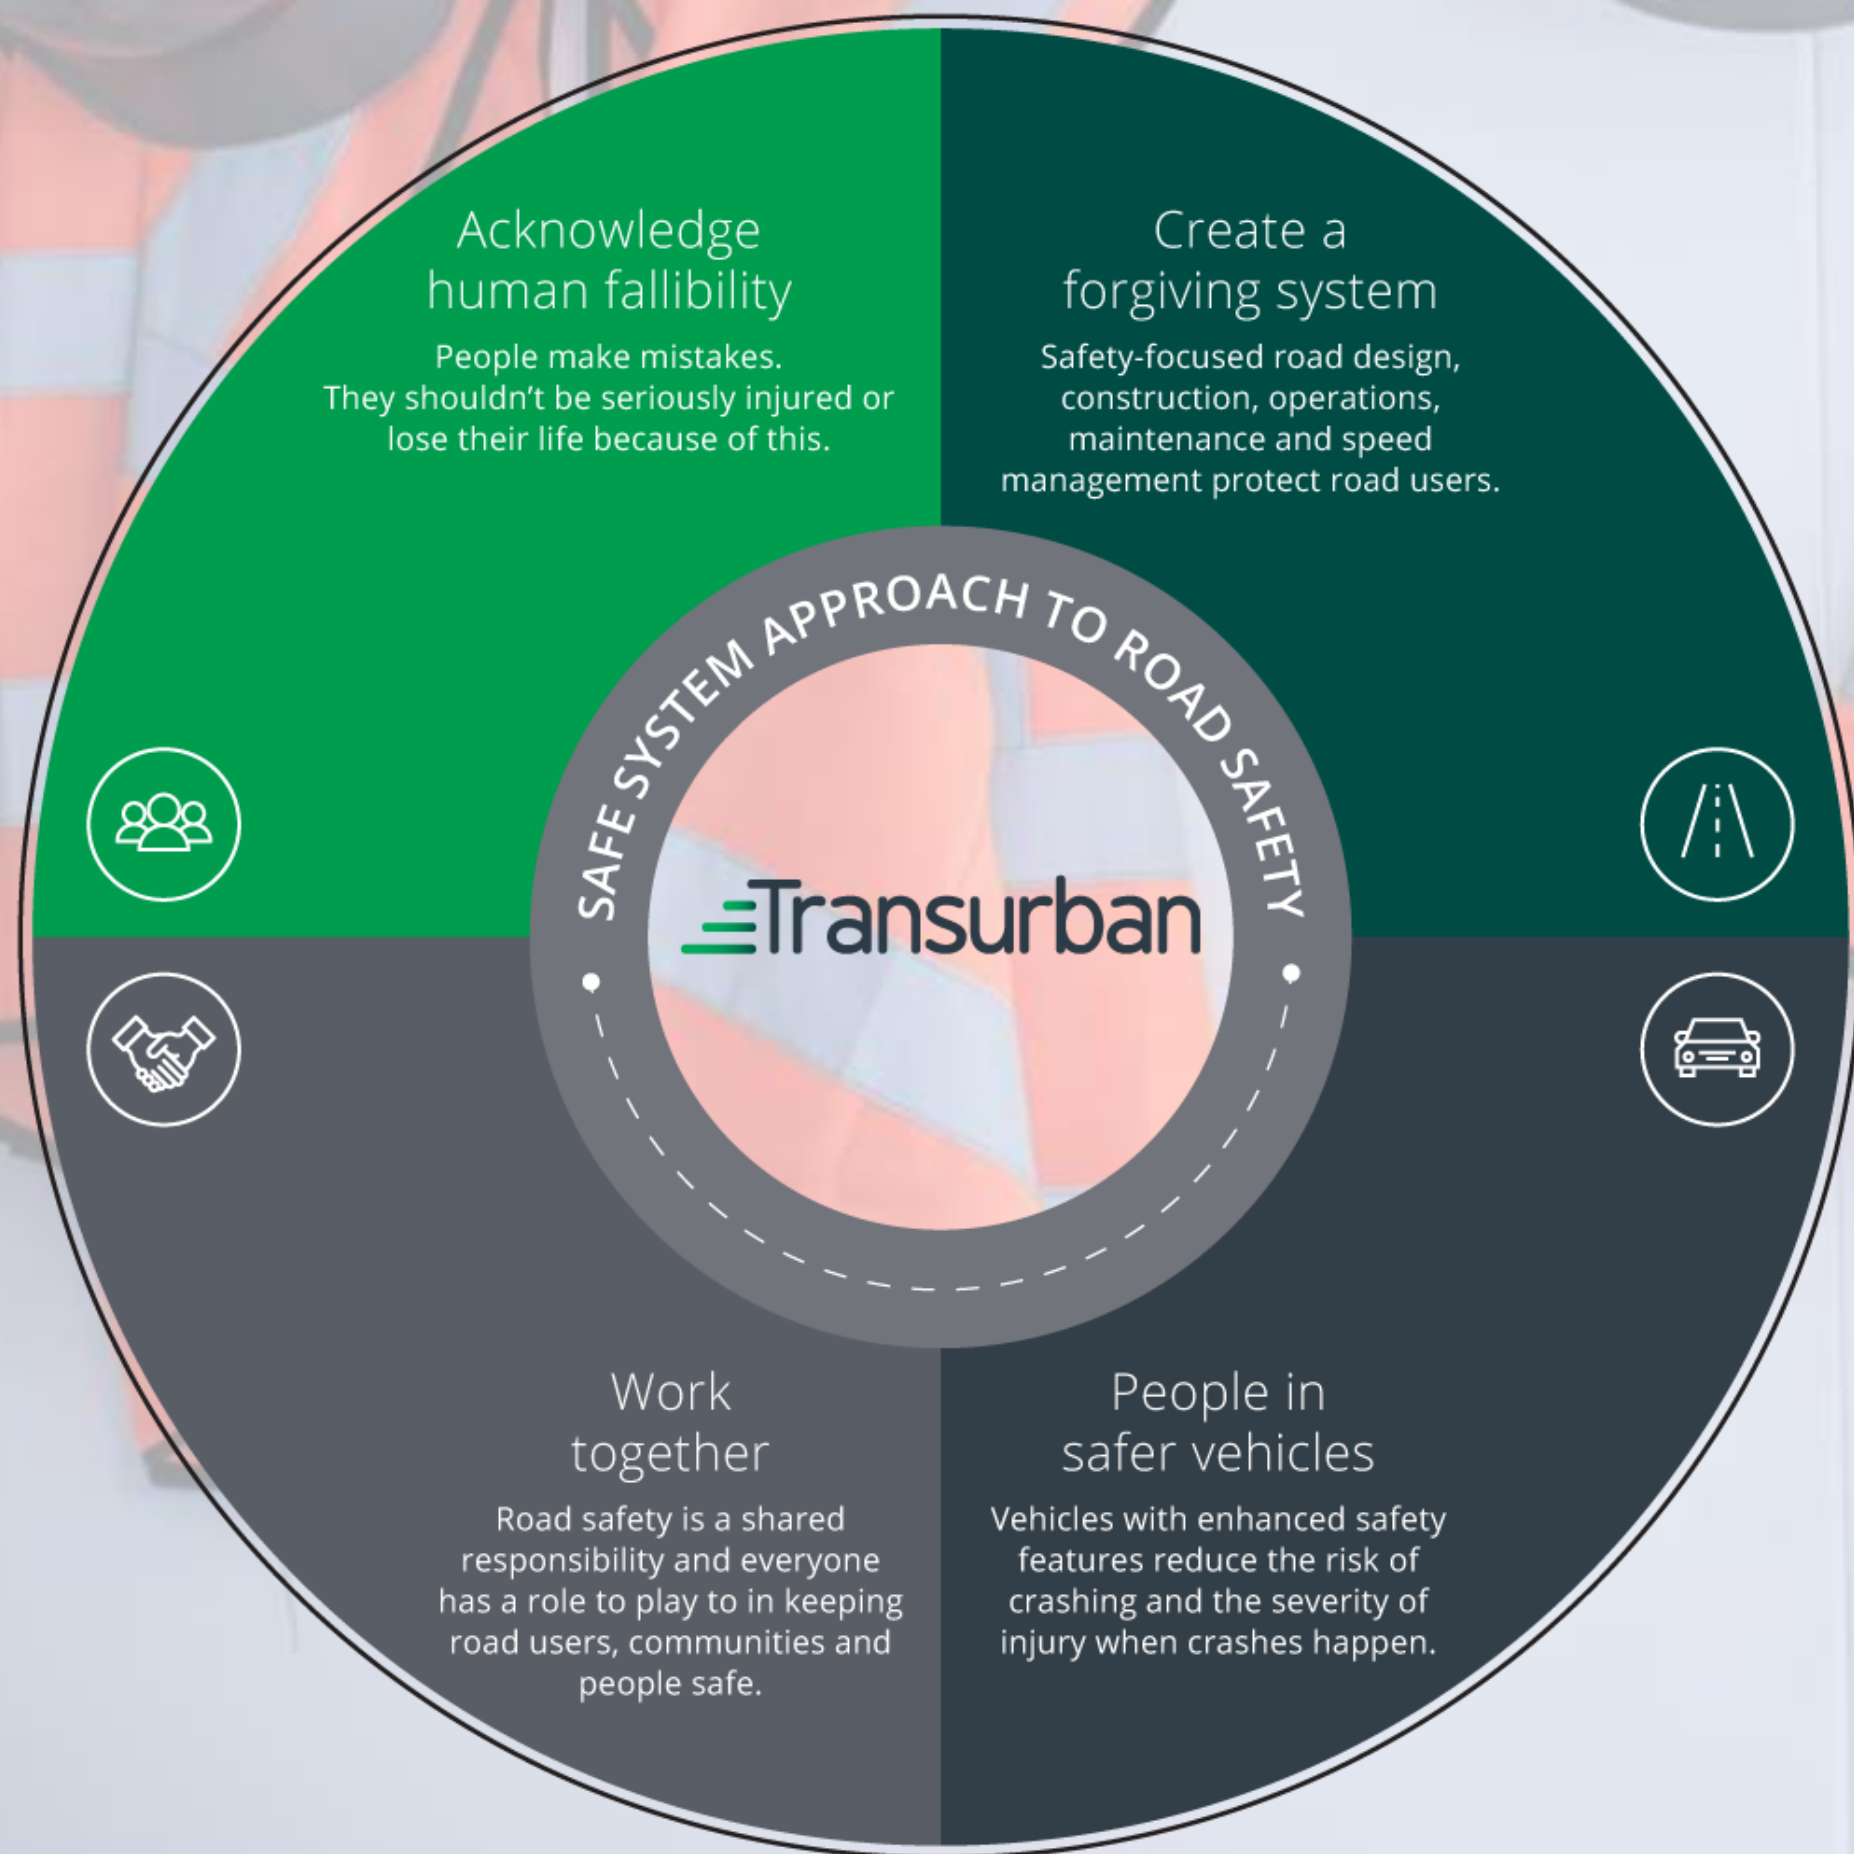 Acknowledge
human fallibility
People make mistakes.
They shouldn't be seriously injured or
lose their life because of this.
Create a
forgiving system
Safety-focused road design,
construction, operations,
maintenance and speed
management protect road users.
SAFE SYSTEM APPROACH TO ROAD SAFETY
Transurban
Work
together
Road safety is a shared
responsibility and everyone
has a role to play to in keeping
road users, communities and
people safe.
People in
safer vehicles
Vehicles with enhanced safety
features reduce the risk of
crashing and the severity of
injury when crashes happen.